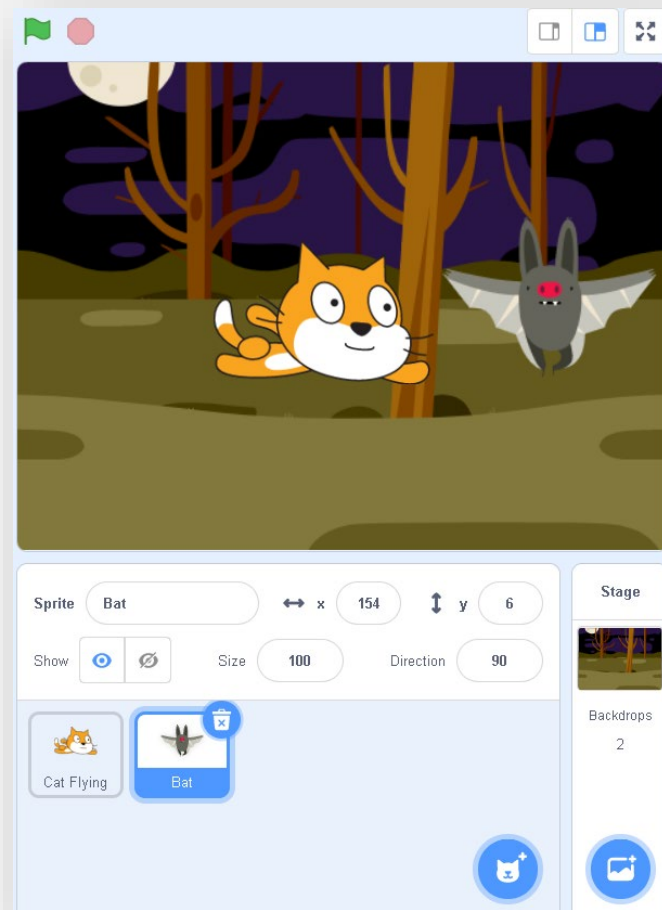 Sprite Bat x 154 y 6
Show Size 100 Direction 90
Cat Flying Bat
Stage
Backdrops
2